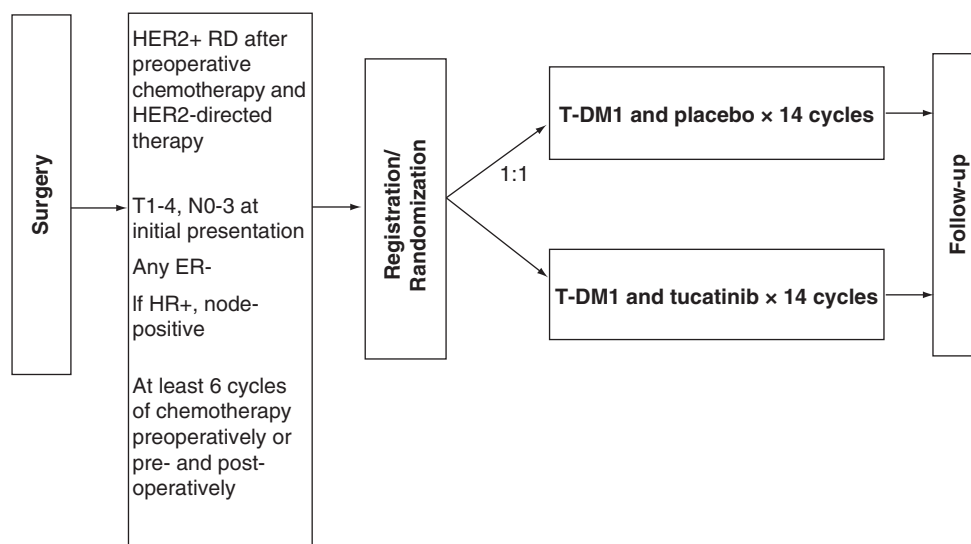 Surgery
HER2+ RD after
preoperative
chemotherapy and
HER2-directed
therapy
T1-4, N0-3 at
initial presentation
Any ER-
If HR+, node-
positive
At least 6 cycles
of chemotherapy
preoperatively or
pre- and post-
operatively
Registration/
Randomization
1:1
T-DM1 and placebo × 14 cycles
T-DM1 and tucatinib × 14 cycles
Follow-up